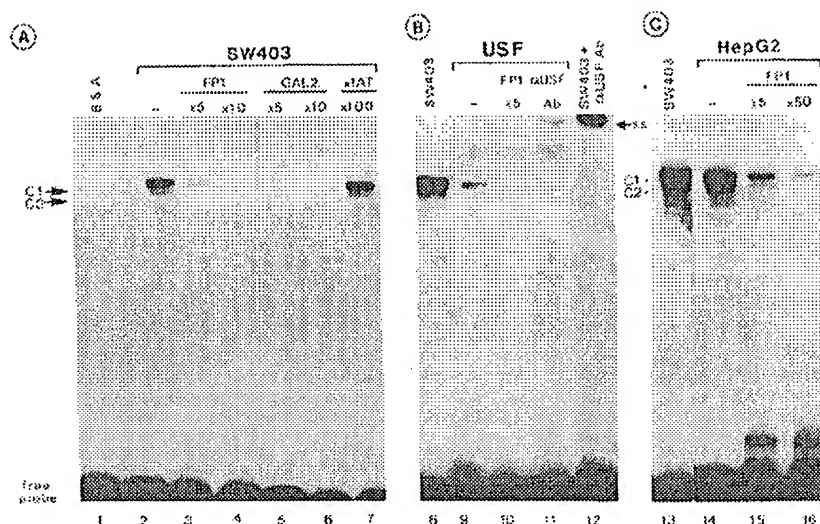 A
SW403
BSA
FP1
GAL2
α1AT
-
x5
x10
x5
x10
x100
C1
C2
free
probe
1 2 3 4 5 6 7
B
USF
SW403
FP1
αUSF
-
x5
Ab
SW403 +
αUSF Ab
ss
8 9 10 11 12
C
HepG2
SW403
FP1
-
x5
x50
C1
C2
13 14 15 16